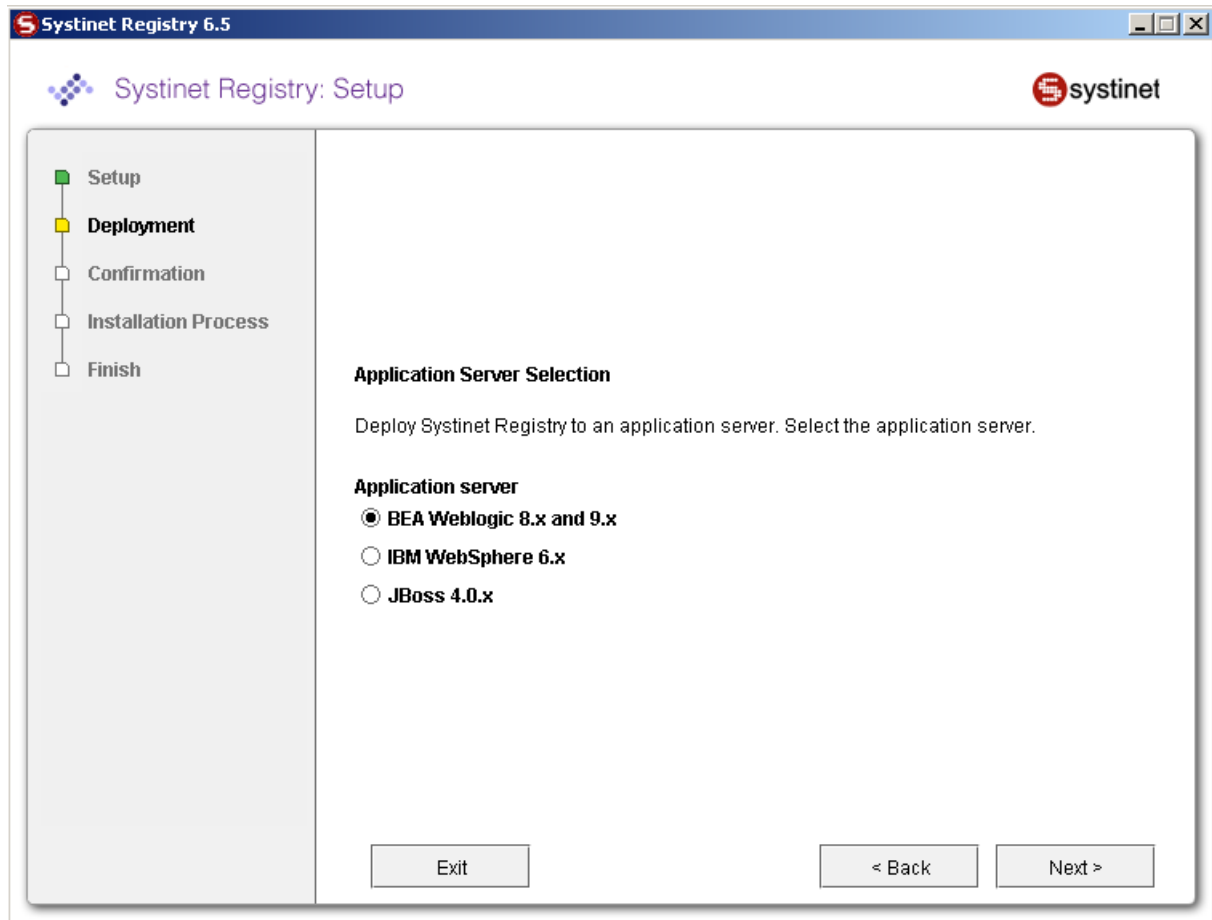 Systinet Registry 6.5
Systinet Registry: Setup
systinet
Setup
Deployment
Confirmation
Installation Process
Finish
Application Server Selection
Deploy Systinet Registry to an application server. Select the application server.
Application server
BEA Weblogic 8.x and 9.x
IBM WebSphere 6.x
JBoss 4.0.x
Exit
< Back
Next >